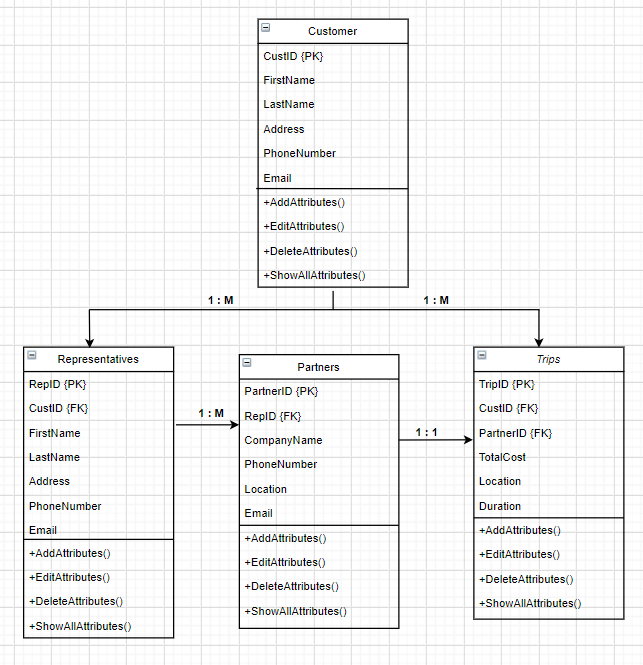 Customer
CustID {PK}
FirstName
LastName
Address
PhoneNumber
Email
+AddAttributes()
+EditAttributes()
+DeleteAttributes()
+ShowAllAttributes()
1 : M
1 : M
Representatives
RepID {PK}
CustID {FK}
FirstName
LastName
Address
PhoneNumber
Email
+AddAttributes()
+EditAttributes()
+DeleteAttributes()
+ShowAllAttributes()
1 : M
Partners
PartnerID {PK}
RepID {FK}
CompanyName
PhoneNumber
Location
Email
+AddAttributes()
+EditAttributes()
+DeleteAttributes()
+ShowAllAttributes()
1 : 1
Trips
TripID {PK}
CustID {FK}
PartnerID {FK}
TotalCost
Location
Duration
+AddAttributes()
+EditAttributes()
+DeleteAttributes()
+ShowAllAttributes()